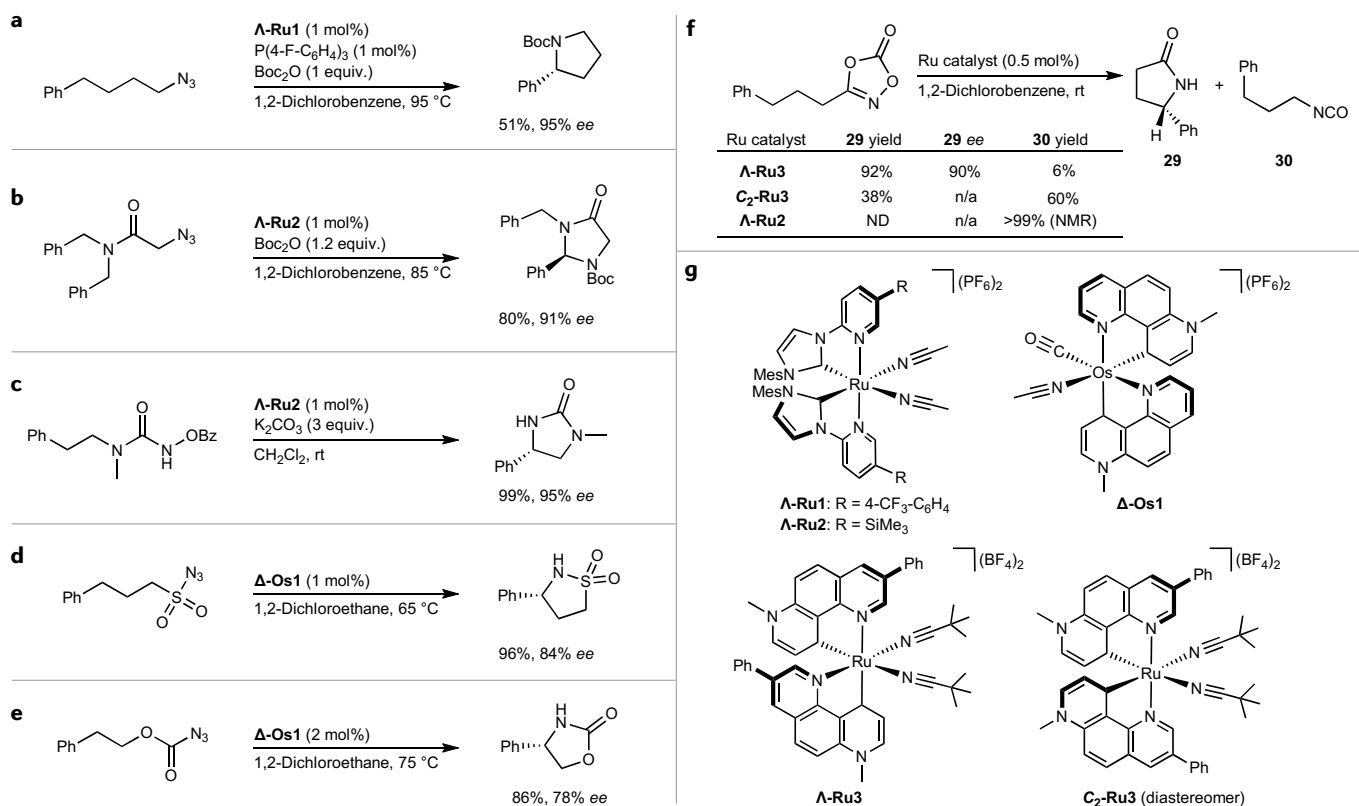 a
Λ-Ru1 (1 mol%)
P(4-F-C6H4)3 (1 mol%)
Boc2O (1 equiv.)
1,2-Dichlorobenzene, 95 °C
Ph
N3
BocN
Ph
51%, 95% ee
b
Λ-Ru2 (1 mol%)
Boc2O (1.2 equiv.)
1,2-Dichlorobenzene, 85 °C
O
N3
Ph
N
Ph
O
Ph
N
Ph
N
Boc
80%, 91% ee
c
Λ-Ru2 (1 mol%)
K2CO3 (3 equiv.)
CH2Cl2, rt
O
Ph
N
N
H
OBz
O
HN
N
Ph
99%, 95% ee
d
Δ-Os1 (1 mol%)
1,2-Dichloroethane, 65 °C
N3
Ph
S
O
O
H
N
O
S
O
Ph
96%, 84% ee
e
Δ-Os1 (2 mol%)
1,2-Dichloroethane, 75 °C
Ph
O
N3
O
H
N
O
Ph
O
86%, 78% ee
f
O
O
O
N
Ph
Ru catalyst (0.5 mol%)
1,2-Dichlorobenzene, rt
O
NH
H
Ph
29
+
Ph
NCO
30
Ru catalyst 29 yield 29 ee 30 yield
Λ-Ru3 92% 90% 6%
C2-Ru3 38% n/a 60%
Λ-Ru2 ND n/a >99% (NMR)
g
R
(PF6)2
N
N
Mes
N
N
Ru
Mes
N
N
N
N
R
Λ-Ru1: R = 4-CF3-C6H4
Λ-Ru2: R = SiMe3
(PF6)2
N
N
O
C
Os
N
N
N
Δ-Os1
Ph
(BF4)2
N
N
N
Ru
N
Ph
N
N
Λ-Ru3
Ph
(BF4)2
N
N
N
Ru
N
N
N
Ph
C2-Ru3 (diastereomer)